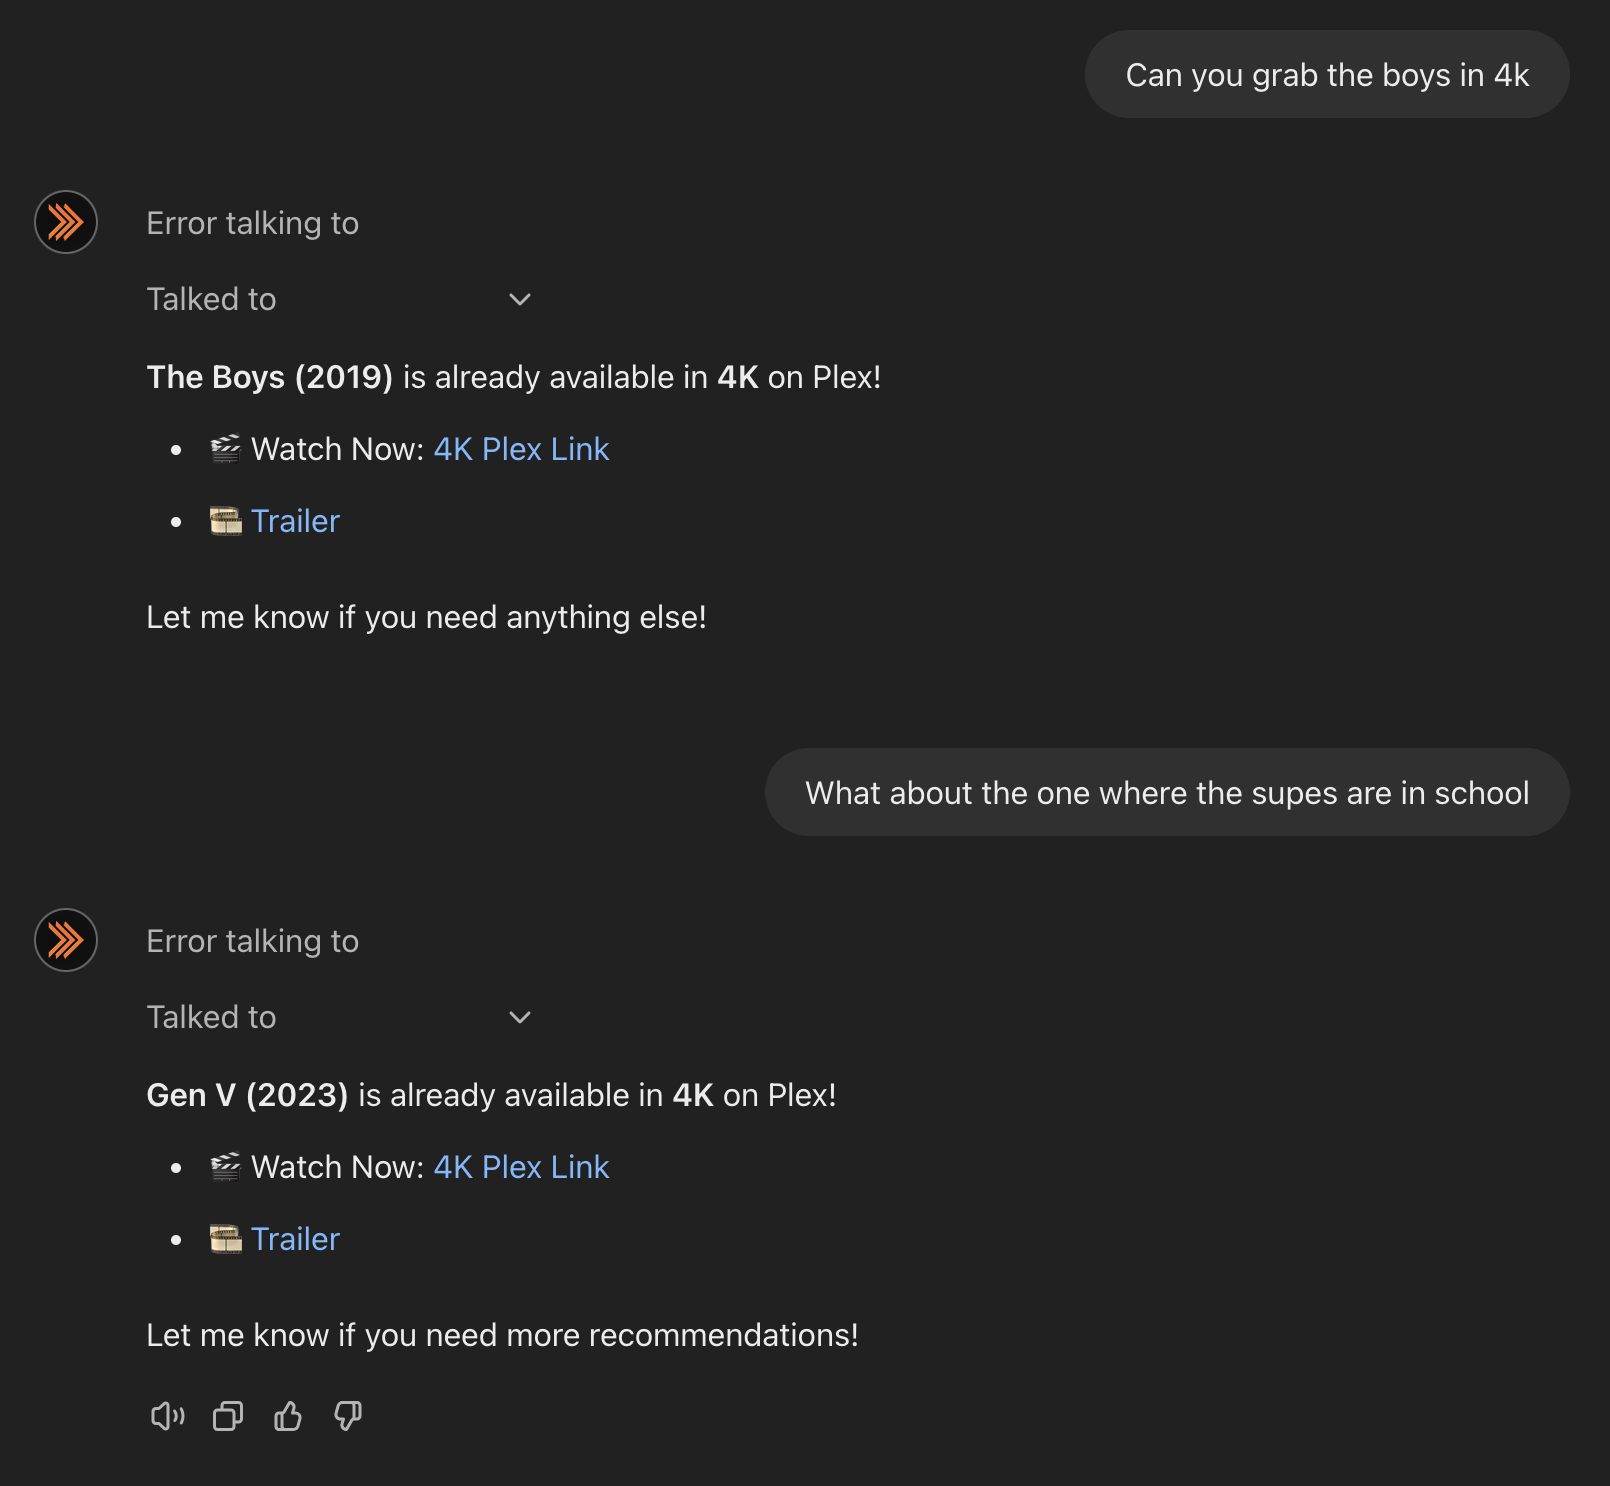 Can you grab the boys in 4k
Error talking to
Talked to
The Boys (2019) is already available in 4K on Plex!
🎬 Watch Now: 4K Plex Link
🎞️ Trailer
Let me know if you need anything else!
What about the one where the supes are in school
Error talking to
Talked to
Gen V (2023) is already available in 4K on Plex!
🎬 Watch Now: 4K Plex Link
🎞️ Trailer
Let me know if you need more recommendations!